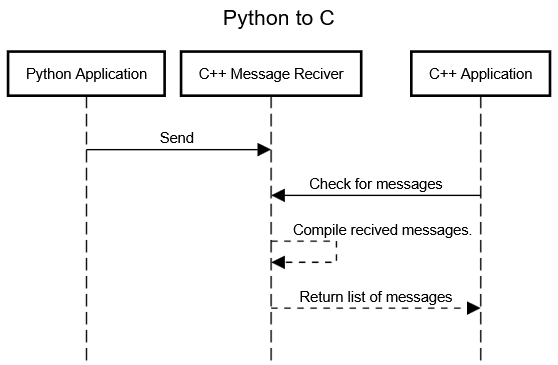 Python to C
Python Application
C++ Message Reciver
C++ Application
Send
Check for messages
Compile recived messages.
Return list of messages